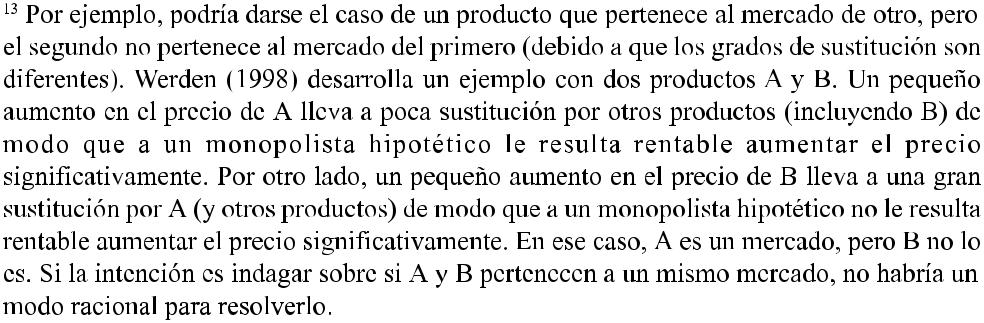 ¹³ Por ejemplo, podría darse el caso de un producto que pertenece al mercado de otro, pero
el segundo no pertenece al mercado del primero (debido a que los grados de sustitución son
diferentes). Werden (1998) desarrolla un ejemplo con dos productos A y B. Un pequeño
aumento en el precio de A lleva a poca sustitución por otros productos (incluyendo B) de
modo que a un monopolista hipotético le resulta rentable aumentar el precio
significativamente. Por otro lado, un pequeño aumento en el precio de B lleva a una gran
sustitución por A (y otros productos) de modo que a un monopolista hipotético no le resulta
rentable aumentar el precio significativamente. En ese caso, A es un mercado, pero B no lo
es. Si la intención es indagar sobre si A y B pertenecen a un mismo mercado, no habría un
modo racional para resolverlo.